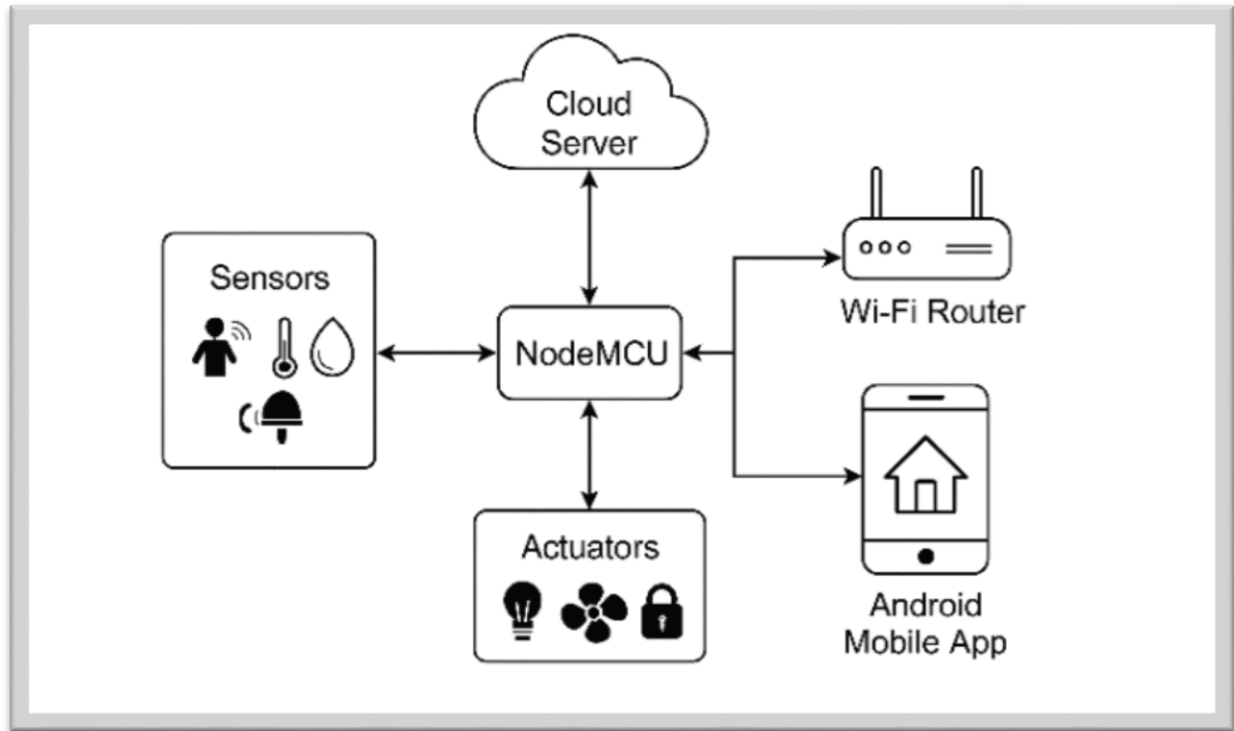 Cloud
Server
Sensors
NodeMCU
Wi-Fi Router
Actuators
Android
Mobile App